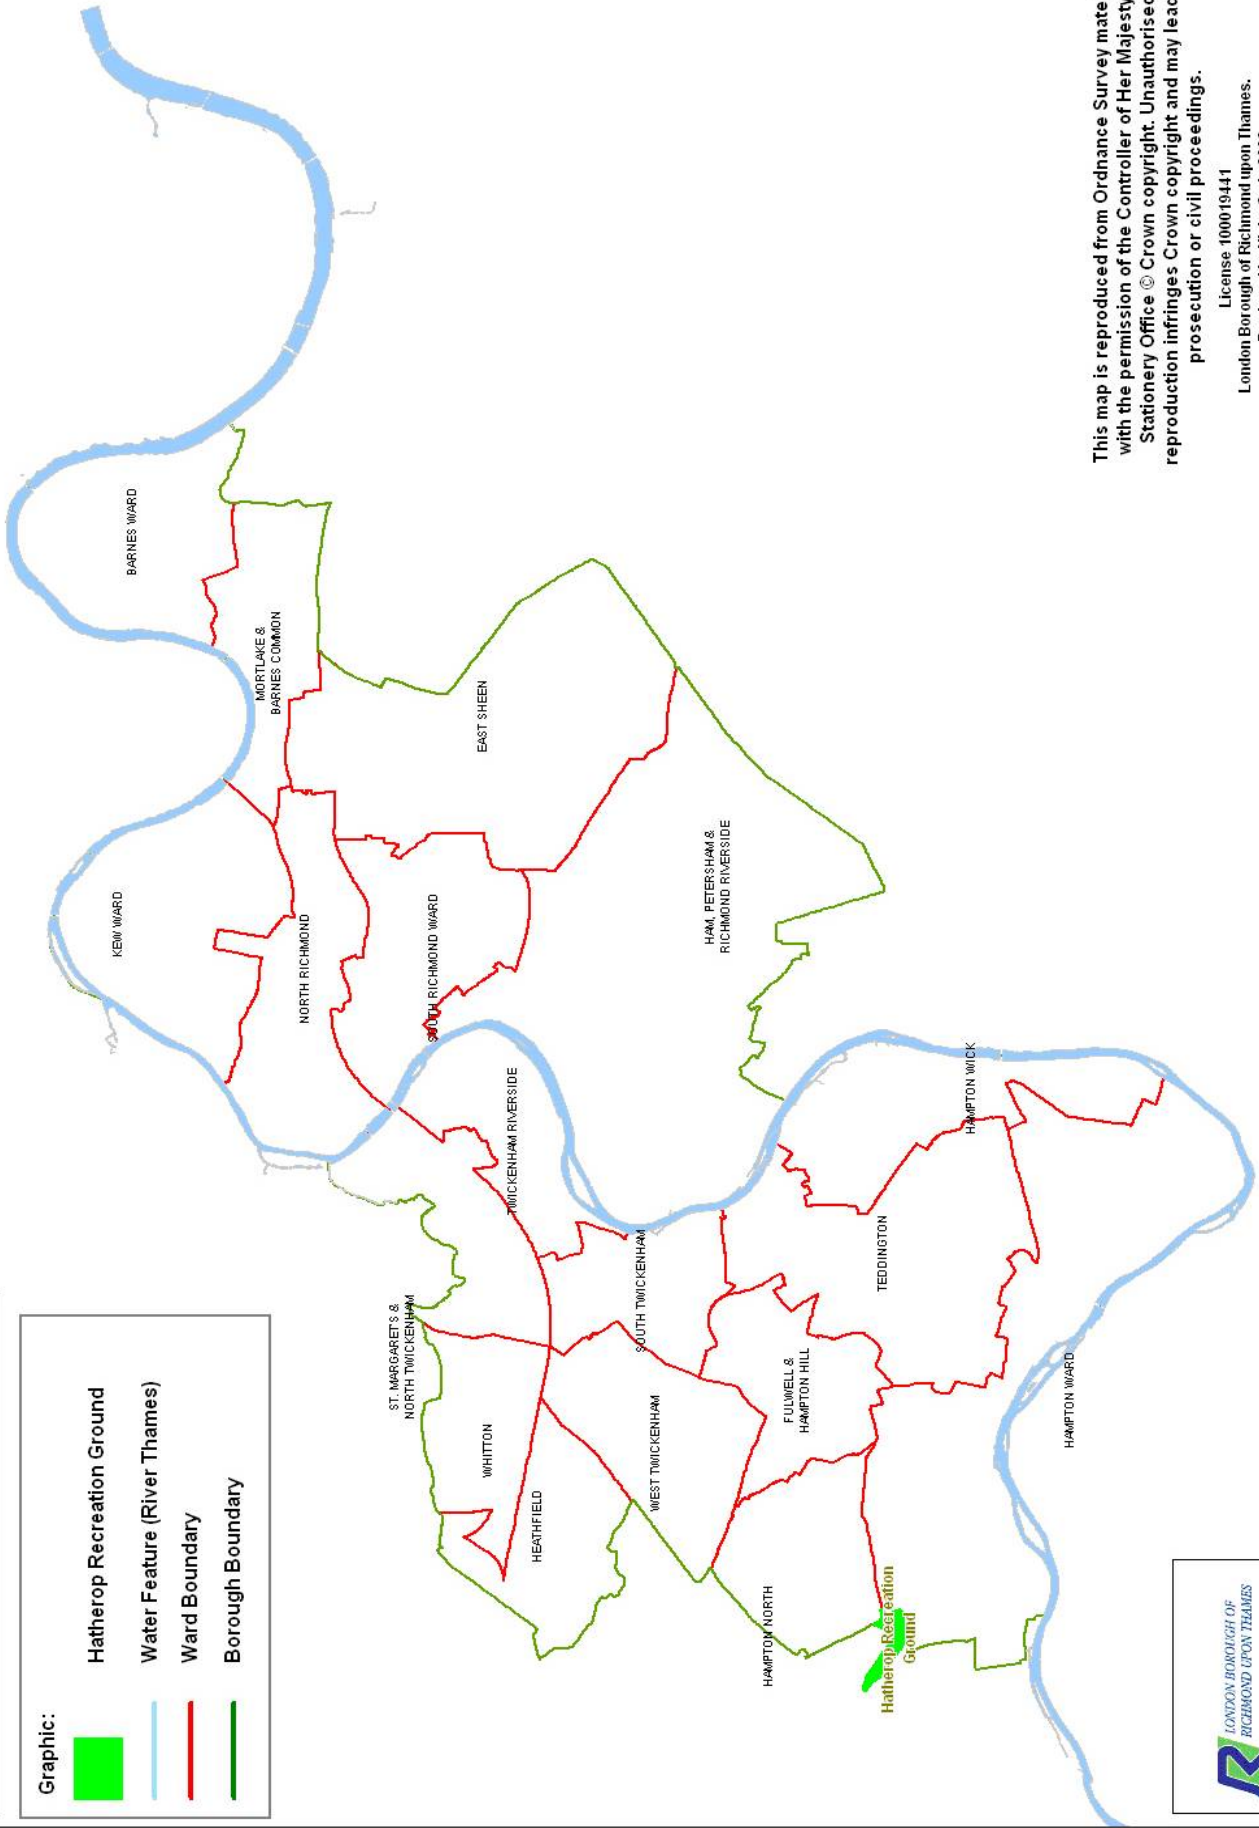 Graphic:
Hatherop Recreation Ground
Water Feature (River Thames)
Ward Boundary
Borough Boundary
BARNES WARD
KEW WARD
MORTLAKE &
BARNES COMMON
NORTH RICHMOND
EAST SHEEN
SOUTH RICHMOND WARD
ST. MARGARETS &
NORTH TWICKENHAM
TWICKENHAM RIVERSIDE
WHITTON
HEATHFIELD
HAM, PETERSHAM &
RICHMOND RIVERSIDE
SOUTH TWICKENHAM
WEST TWICKENHAM
FULWELL &
HAMPTON HILL
TEDDINGTON
HAMPTON NORTH
HAMPTON WICK
Hatherop Recreation
Ground
HAMPTON WARD
This map is reproduced from Ordnance Survey mate
with the permission of the Controller of Her Majesty
Stationery Office © Crown copyright. Unauthorised
reproduction infringes Crown copyright and may lead
prosecution or civil proceedings.
License 100019441
London Borough of Richmond upon Thames.
LONDON BOROUGH OF
RICHMOND UPON THAMES